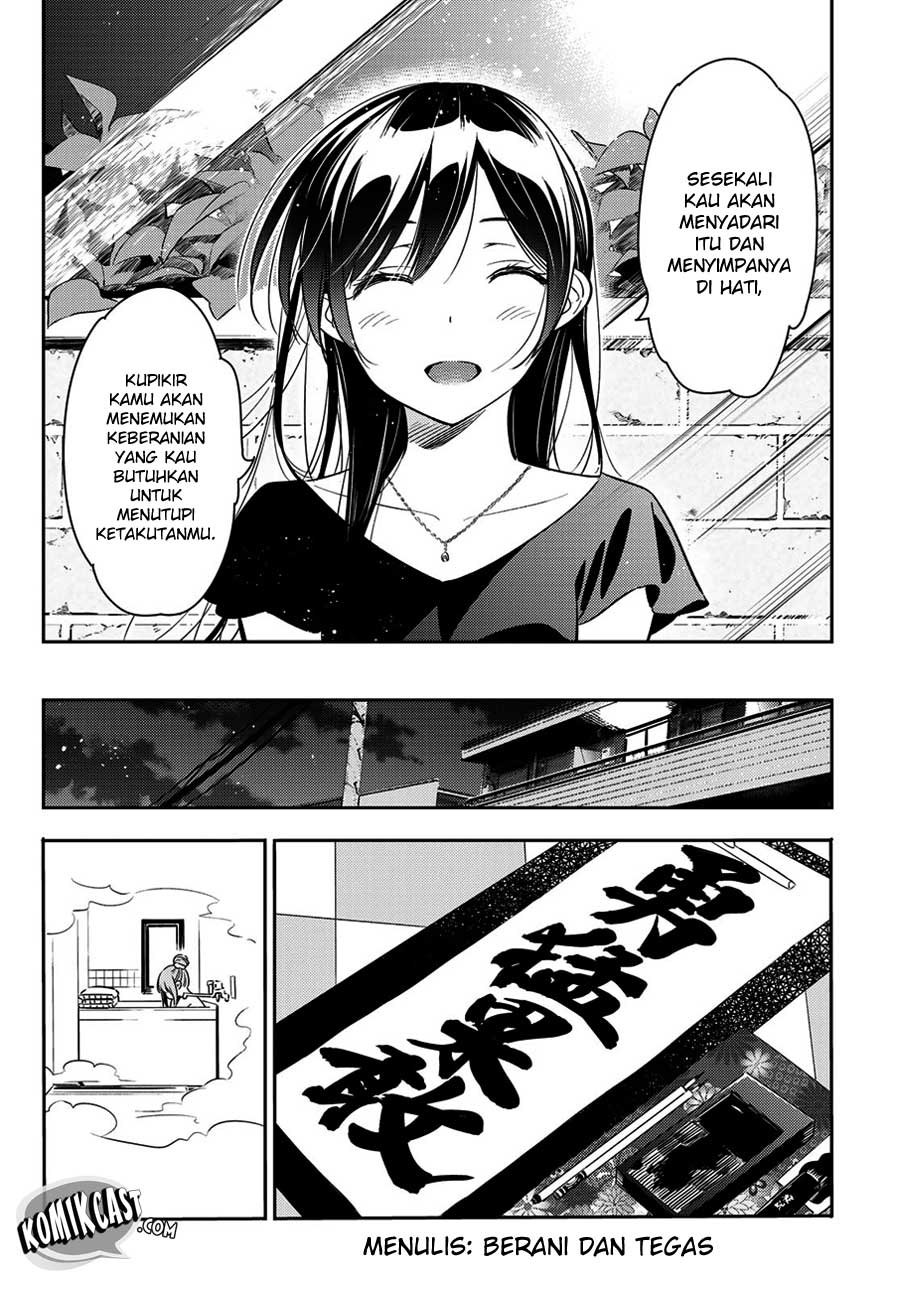 SESEKALI
KAU AKAN
MENYADARI
ITU DAN
MENYIMPANYA
DI HATI,
KUPIKIR
KAMU AKAN
MENEMUKAN
KEBERANIAN
YANG KAU
BUTUHKAN
UNTUK
MENUTUPI
KETAKUTANMU.
勇猛果敢
KOMIKCAST
.COM
MENULIS: BERANI DAN TEGAS